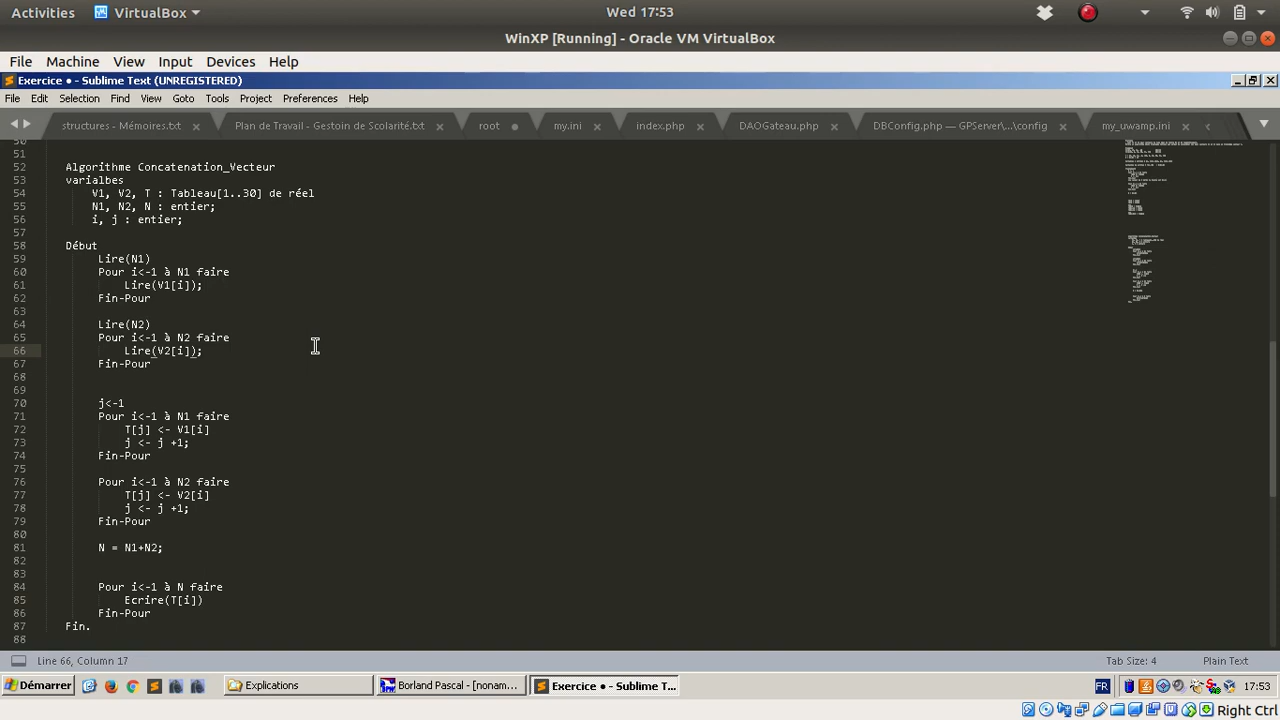 Activities VirtualBox Wed 17:53
WinXP [Running] - Oracle VM VirtualBox
File Machine View Input Devices Help
Exercice • - Sublime Text (UNREGISTERED)
File Edit Selection Find View Goto Tools Project Preferences Help
structures - Mémoires.txt Plan de Travail - Gestoin de Scolarité.txt root my.ini index.php DAOGateau.php DBConfig.php — GPServer\...\config my_uwamp.ini
50
51
52 Algorithme Concatenation_Vecteur
53 varialbes
54 V1, V2, T : Tableau[1..30] de réel
55 N1, N2, N : entier;
56 i, j : entier;
57
58 Début
59 Lire(N1)
60 Pour i<-1 à N1 faire
61 Lire(V1[i]);
62 Fin-Pour
63
64 Lire(N2)
65 Pour i<-1 à N2 faire
66 Lire(V2[i]);
67 Fin-Pour
68
69
70 j<-1
71 Pour i<-1 à N1 faire
72 T[j] <- V1[i]
73 j <- j +1;
74 Fin-Pour
75
76 Pour i<-1 à N2 faire
77 T[j] <- V2[i]
78 j <- j +1;
79 Fin-Pour
80
81 N = N1+N2;
82
83
84 Pour i<-1 à N faire
85 Ecrire(T[i])
86 Fin-Pour
87 Fin.
88
Line 66, Column 17 Tab Size: 4 Plain Text
Démarrer Explications Borland Pascal - [nonam... Exercice • - Sublime T... FR 17:53
Right Ctrl